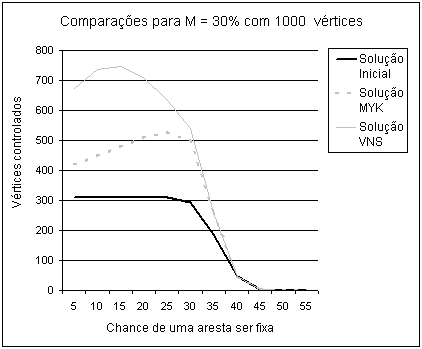 Comparações para M = 30% com 1000 vértices
800
700
600
500
400
300
200
100
0
Vértices controlados
5 10 15 20 25 30 35 40 45 50 55
Chance de uma aresta ser fixa
Solução
Inicial
Solução
MYK
Solução
VNS